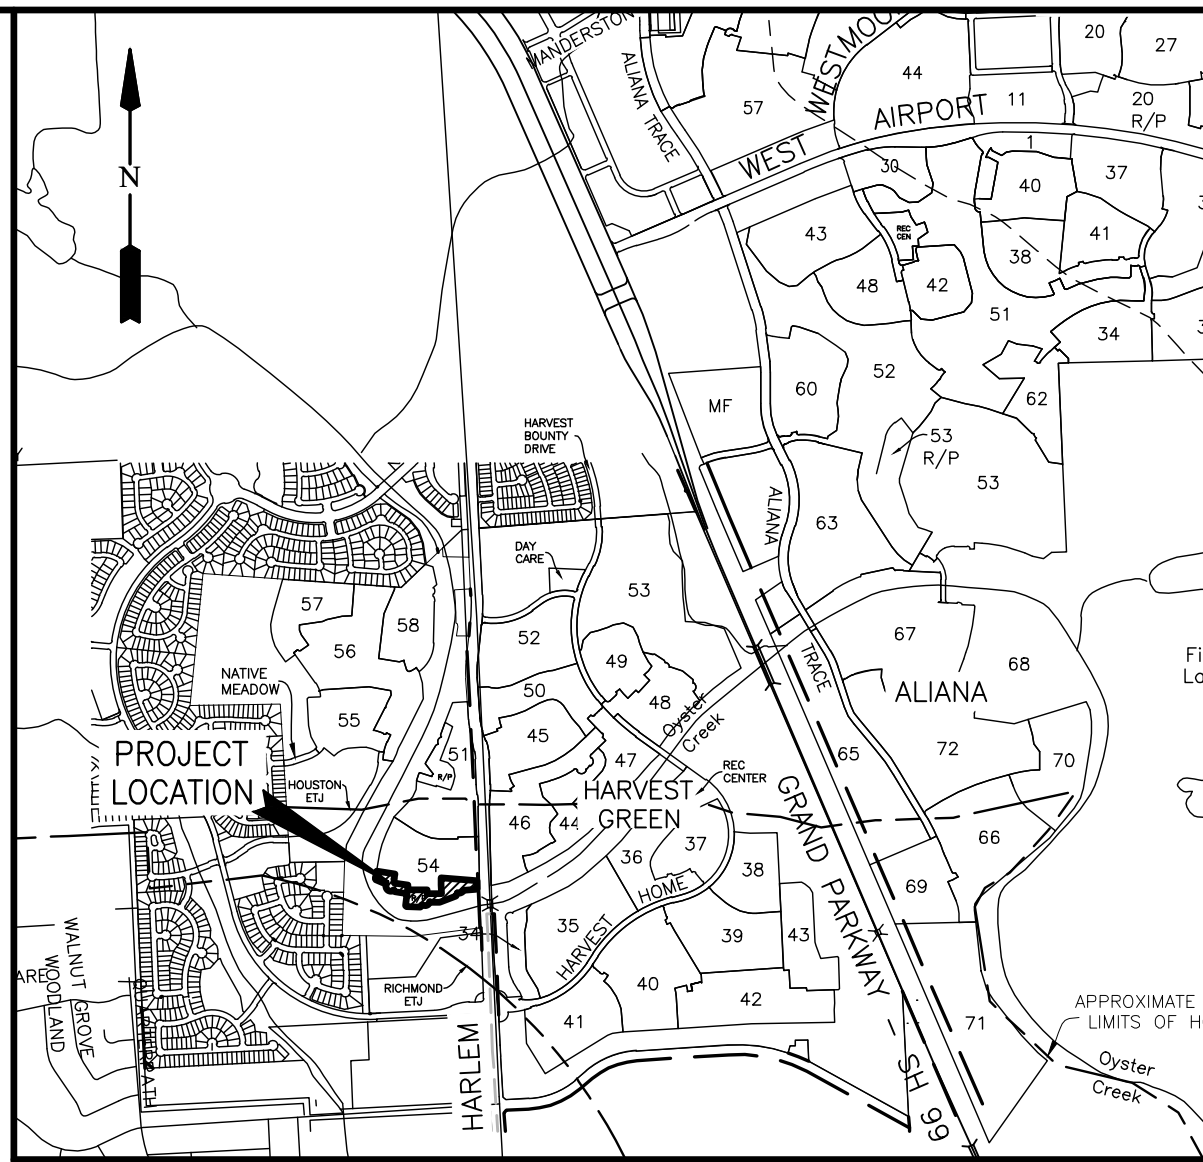 MANDERSTON
ALIANA TRACE
57
44
20
27
11
20
R/P
WEST
AIRPORT
1
30
40
37
N
43
REC
CEN
38
41
48
42
51
34
60
52
62
MF
53
R/P
53
HARVEST
BOUNTY
DRIVE
ALIANA
63
DAY
CARE
53
57
58
56
52
49
67
68
TRACE
NATIVE
MEADOW
50
48
Oyster
Creek
ALIANA
55
45
51
R/P
47
65
72
70
PROJECT
LOCATION
HOUSTON
ETJ
REC
CENTER
HARVEST
GREEN
46
44
GRAND PARKWAY - SH 99
37
36
66
54
38
69
HARVEST
HOME
35
34
39
43
WALNUT GROVE
WOODLAND
RICHMOND
ETJ
40
42
41
71
APPROXIMATE
LIMITS OF
HARLEM
Oyster
Creek